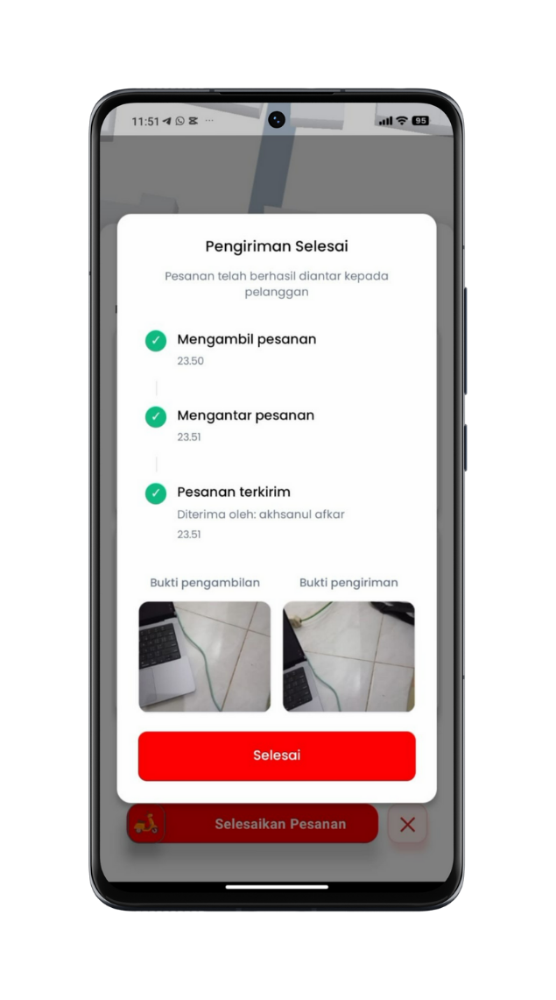 11:51
95
Pengiriman Selesai
Pesanan telah berhasil diantar kepada
pelanggan
Mengambil pesanan
23.50
Mengantar pesanan
23.51
Pesanan terkirim
Diterima oleh: akhsanul afkar
23.51
Bukti pengambilan
Bukti pengiriman
Selesai
Selesaikan Pesanan